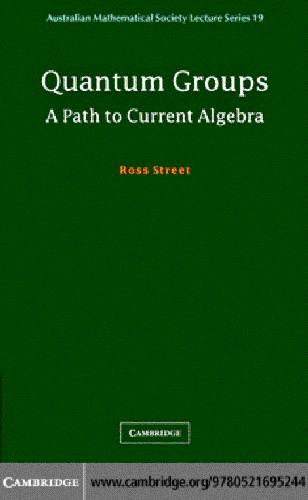 Australian Mathematical Society Lecture Series 19
Quantum Groups
A Path to Current Algebra
Ross Street
CAMBRIDGE
CAMBRIDGE www.cambridge.org/9780521695244